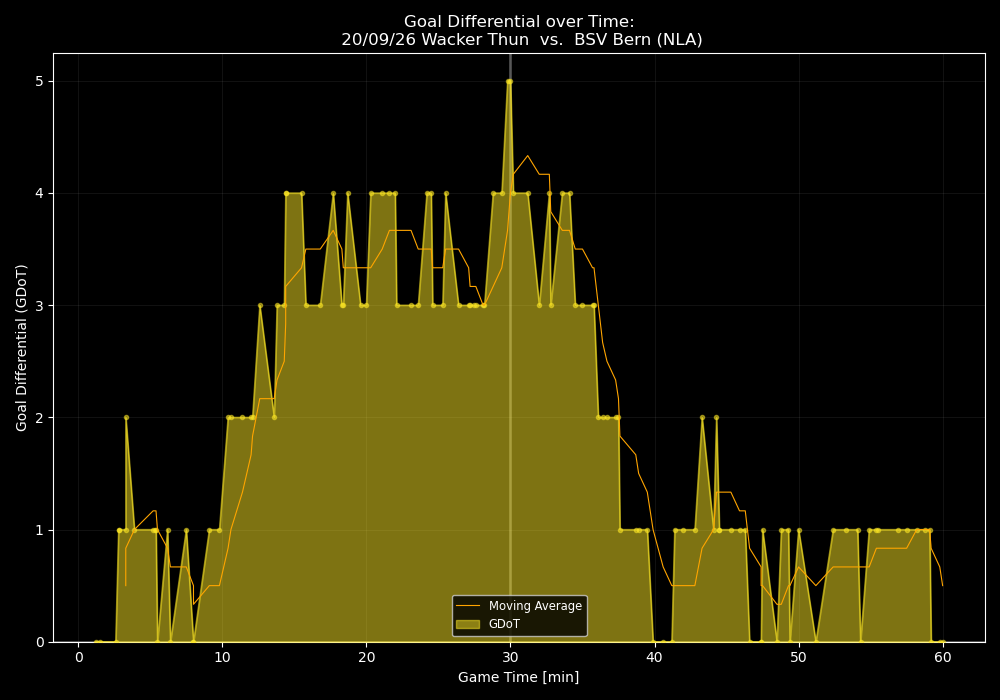 Goal Differential over Time:
20/09/26 Wacker Thun  vs.  BSV Bern (NLA)
Goal Differential (GDoT)
5
4
3
2
1
0
Moving Average
GDoT
0 10 20 30 40 50 60
Game Time [min]